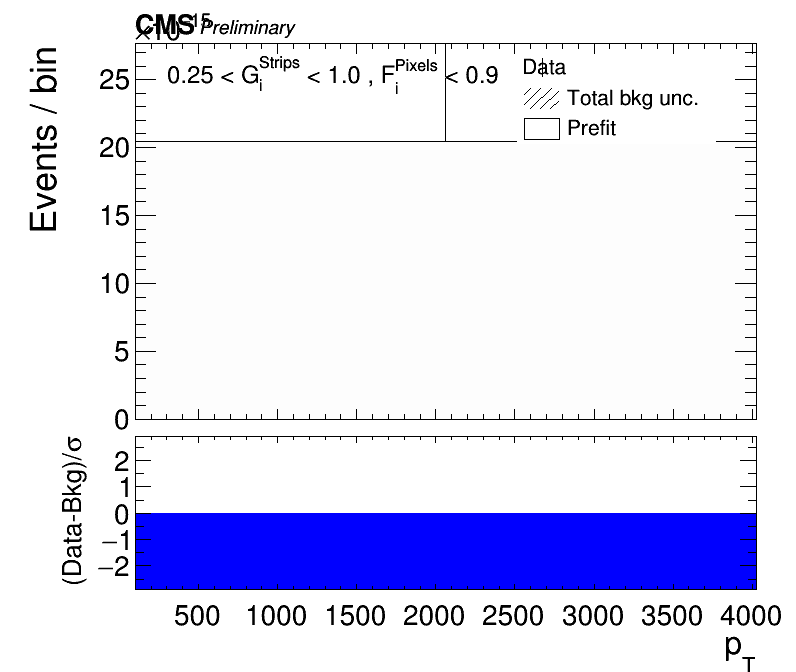 CMS Preliminary
×10^15
Events / bin
0.25 < G_i^Strips < 1.0 , F_i^Pixels < 0.9
Data
Total bkg unc.
Prefit
25
20
15
10
5
0
(Data-Bkg)/σ
2
1
0
−1
−2
500 1000 1500 2000 2500 3000 3500 4000
p_T